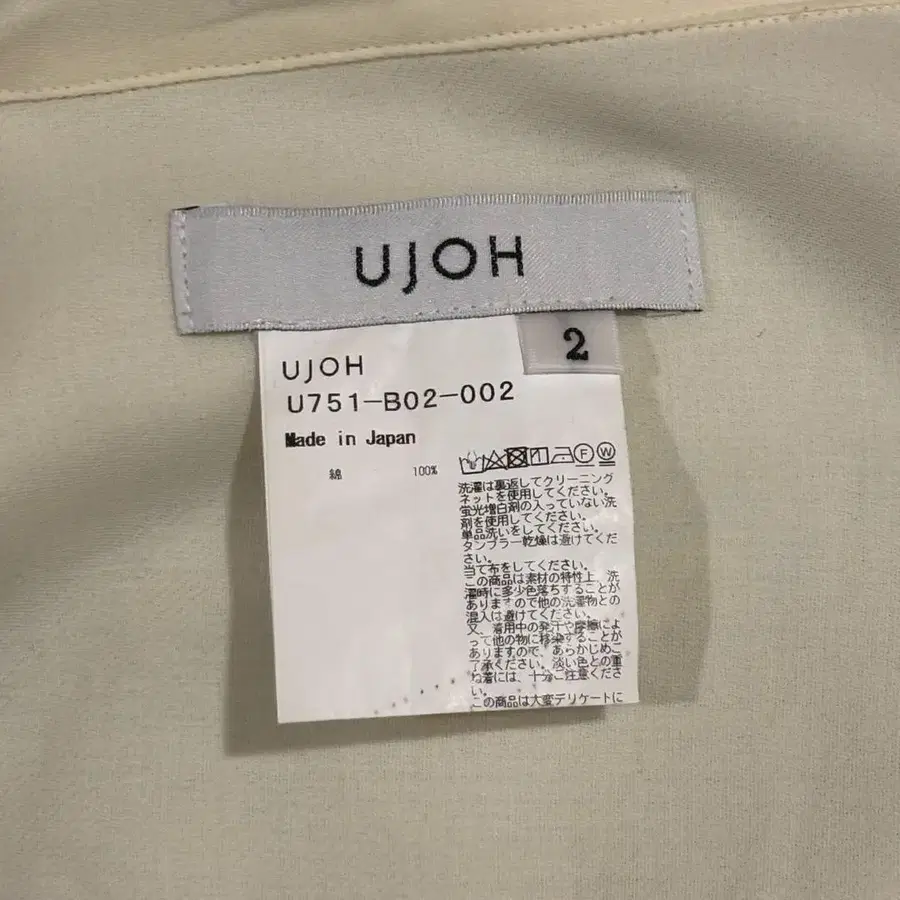 UJOH
2
UJOH
U751-B02-002
Made in Japan
綿 100%
F W
洗濯は裏返してクリーニング
ネットを使用してください。
蛍光増白剤の入っていない洗
剤を使用してください。
単品洗いをしてください。
タンブラー乾燥は避けてくだ
さい。
当て布をしてください。
この商品は素材の特性上、洗
濯時に多少色落ちすることが
ありますので他の洗濯物との
混入は避けてください。
又、着用中の発汗や摩擦によ
って他の物に移染することが
ありますので、あらかじめご
了承ください。淡い色との重
ね着には、十分ご注意くださ
い。
この商品は大変デリケートに